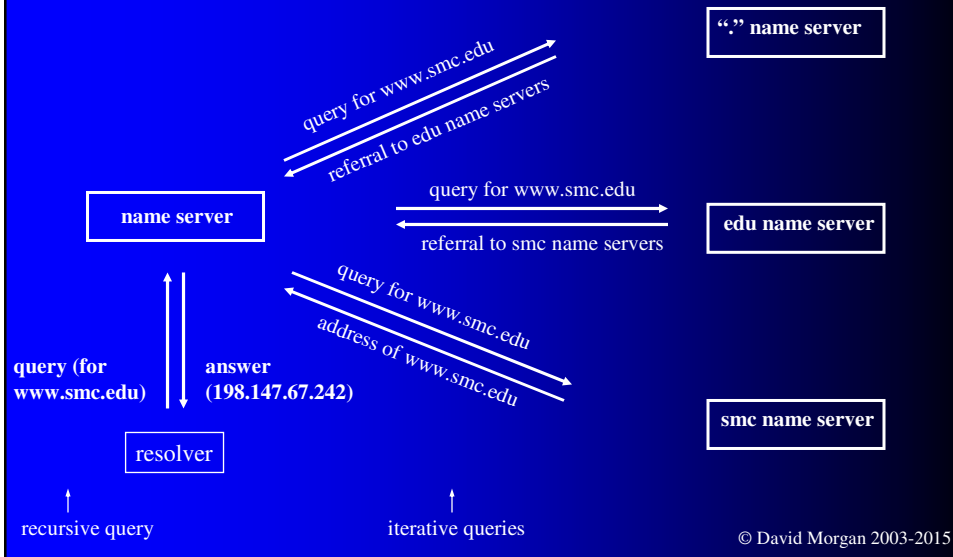 “.” name server
query for www.smc.edu
referral to edu name servers
query for www.smc.edu
name server
edu name server
referral to smc name servers
query for www.smc.edu
address of www.smc.edu
query (for
www.smc.edu)
answer
(198.147.67.242)
smc name server
resolver
recursive query
iterative queries
© David Morgan 2003-2015